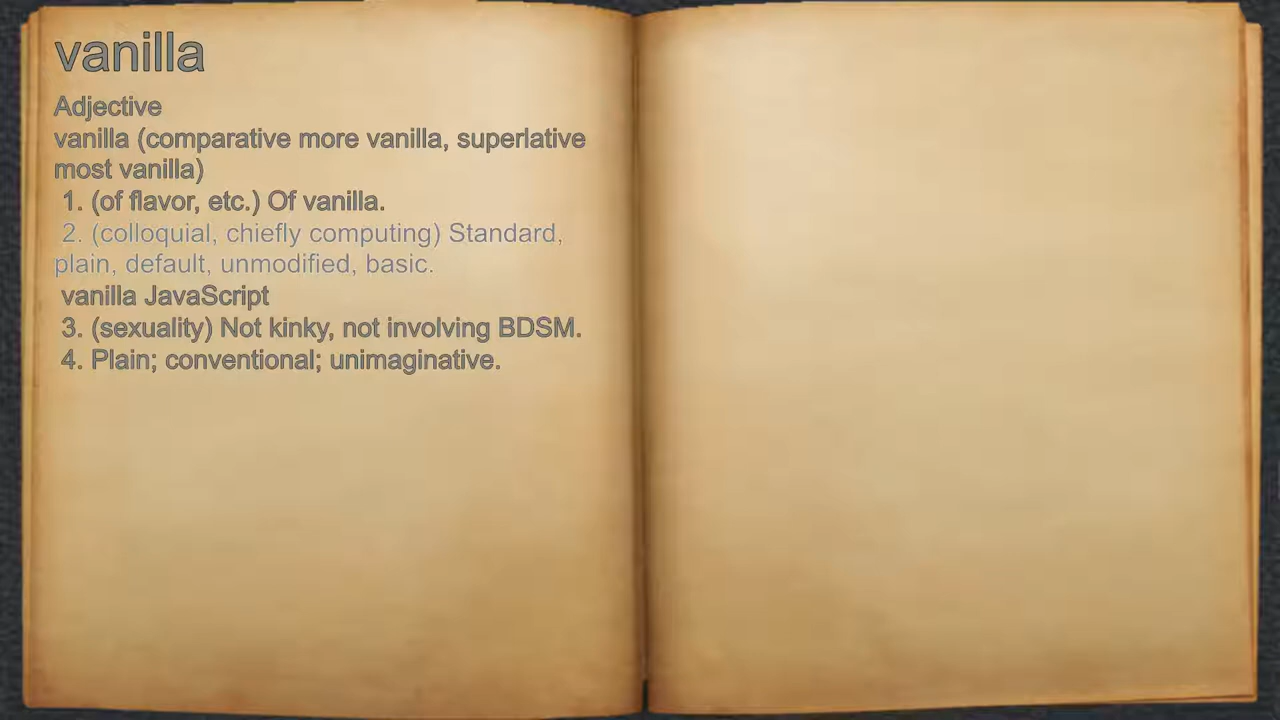 vanilla
Adjective
vanilla (comparative more vanilla, superlative
most vanilla)
1. (of flavor, etc.) Of vanilla.
2. (colloquial, chiefly computing) Standard,
plain, default, unmodified, basic.
vanilla JavaScript
3. (sexuality) Not kinky, not involving BDSM.
4. Plain; conventional; unimaginative.